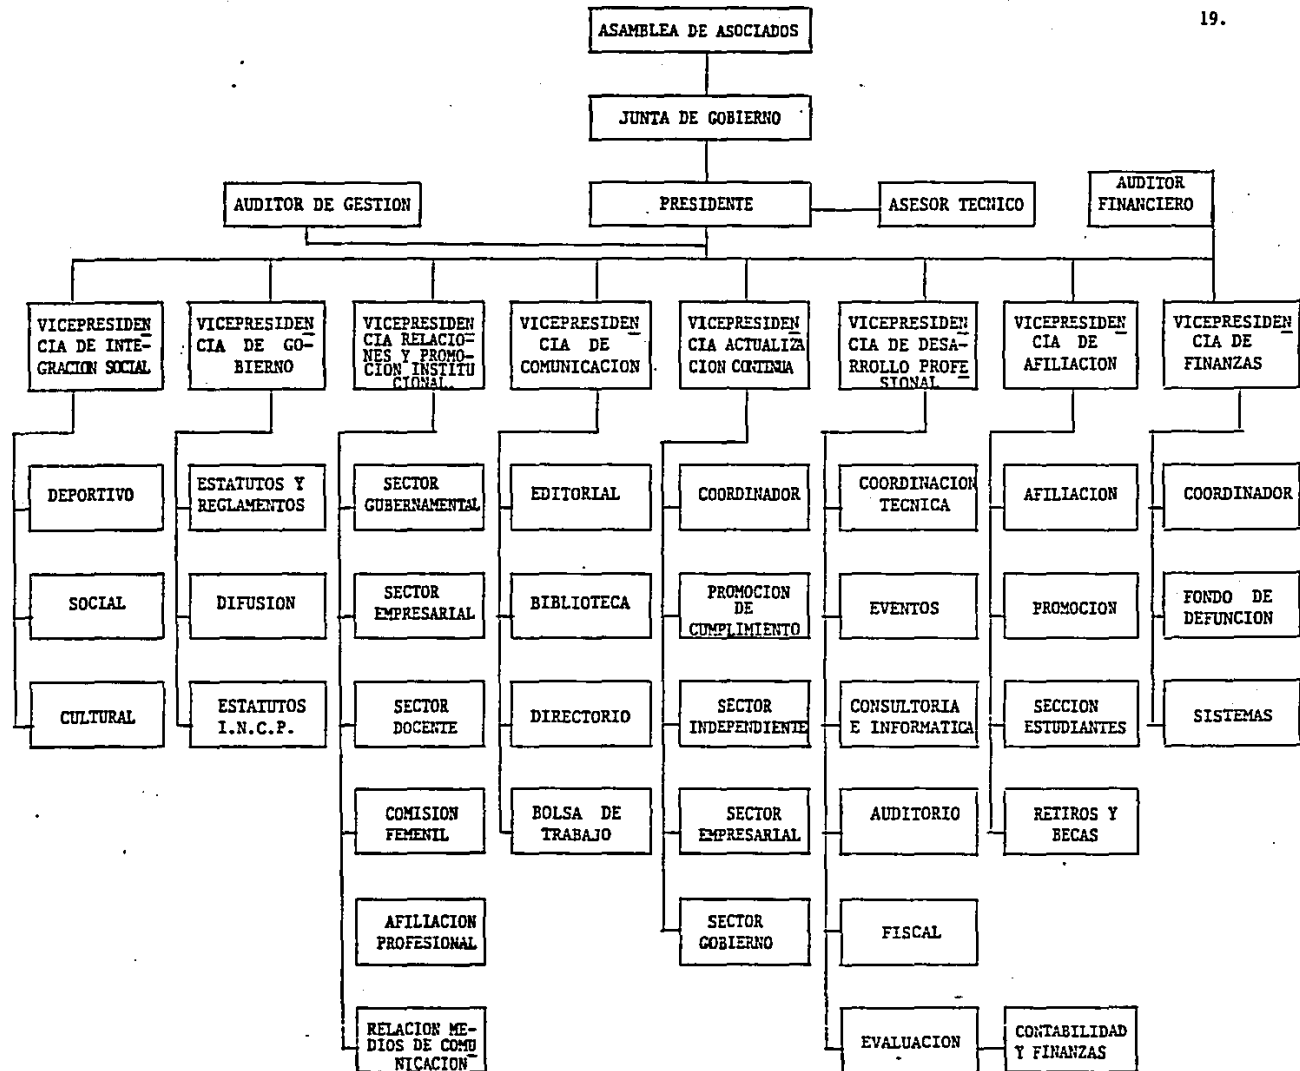 19.
ASAMBLEA DE ASOCIADOS
JUNTA DE GOBIERNO
AUDITOR DE GESTION
PRESIDENTE
ASESOR TECNICO
AUDITOR
FINANCIERO
VICEPRESIDEN
CIA DE INTE-
GRACION SOCIAL
VICEPRESIDEN
CIA DE GO-
BIERNO
VICEPRESIDEN
CIA RELACIO-
NES Y PROMO-
CION INSTITU
CIONAL.
VICEPRESIDEN
CIA DE
COMUNICACION
VICEPRESIDEN
CIA ACTUALIZA
CION CONTINUA
VICEPRESIDEN
CIA DE DESA-
RROLLO PROFE
SIONAL
VICEPRESIDEN
CIA DE
AFILIACION
VICEPRESIDEN
CIA DE
FINANZAS
DEPORTIVO
ESTATUTOS Y
REGLAMENTOS
SECTOR
GUBERNAMENTAL
EDITORIAL
COORDINADOR
COORDINACION
TECNICA
AFILIACION
COORDINADOR
SOCIAL
DIFUSION
SECTOR
EMPRESARIAL
BIBLIOTECA
PROMOCION
DE
CUMPLIMIENTO
EVENTOS
PROMOCION
FONDO DE
DEFUNCION
CULTURAL
ESTATUTOS
I.N.C.P.
SECTOR
DOCENTE
DIRECTORIO
SECTOR
INDEPENDIENTE
CONSULTORIA
E INFORMATICA
SECCION
ESTUDIANTES
SISTEMAS
COMISION
FEMENIL
BOLSA DE
TRABAJO
SECTOR
EMPRESARIAL
AUDITORIO
RETIROS Y
BECAS
AFILIACION
PROFESIONAL
SECTOR
GOBIERNO
FISCAL
RELACION ME-
DIOS DE COMU
NICACION
EVALUACION
CONTABILIDAD
Y FINANZAS